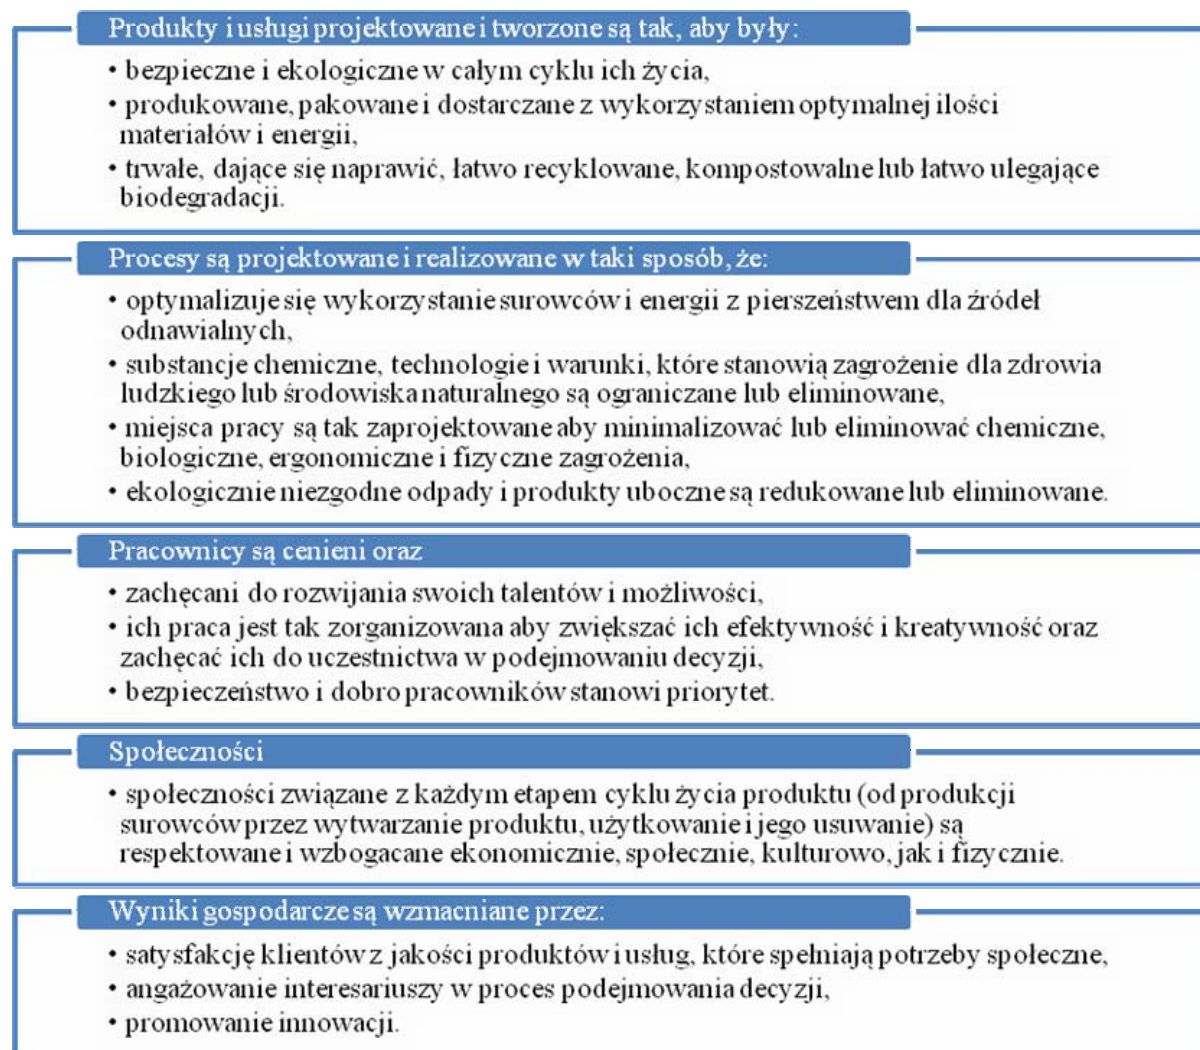 Produkty i usługi projektowane i tworzone są tak, aby były:
• bezpieczne i ekologiczne w całym cyklu ich życia,
• produkowane, pakowane i dostarczane z wykorzystaniem optymalnej ilości
materiałów i energii,
• trwałe, dające się naprawić, łatwo recyklowane, kompostowalne lub łatwo ulegające
biodegradacji.
Procesy są projektowane i realizowane w taki sposób, że:
• optymalizuje się wykorzystanie surowców i energii z pierszeństwem dla źródeł
odnawialnych,
• substancje chemiczne, technologie i warunki, które stanowią zagrożenie dla zdrowia
ludzkiego lub środowiska naturalnego są ograniczane lub eliminowane,
• miejsca pracy są tak zaprojektowane aby minimalizować lub eliminować chemiczne,
biologiczne, ergonomiczne i fizyczne zagrożenia,
• ekologicznie niezgodne odpady i produkty uboczne są redukowane lub eliminowane.
Pracownicy są cenieni oraz
• zachęcani do rozwijania swoich talentów i możliwości,
• ich praca jest tak zorganizowana aby zwiększać ich efektywność i kreatywność oraz
zachęcać ich do uczestnictwa w podejmowaniu decyzji,
• bezpieczeństwo i dobro pracowników stanowi priorytet.
Społeczności
• społeczności związane z każdym etapem cyklu życia produktu (od produkcji
surowców przez wytwarzanie produktu, użytkowanie i jego usuwanie) są
respektowane i wzbogacane ekonomicznie, społecznie, kulturowo, jak i fizycznie.
Wyniki gospodarcze są wzmacniane przez:
• satysfakcję klientów z jakości produktów i usług, które spełniają potrzeby społeczne,
• angażowanie interesariuszy w proces podejmowania decyzji,
• promowanie innowacji.